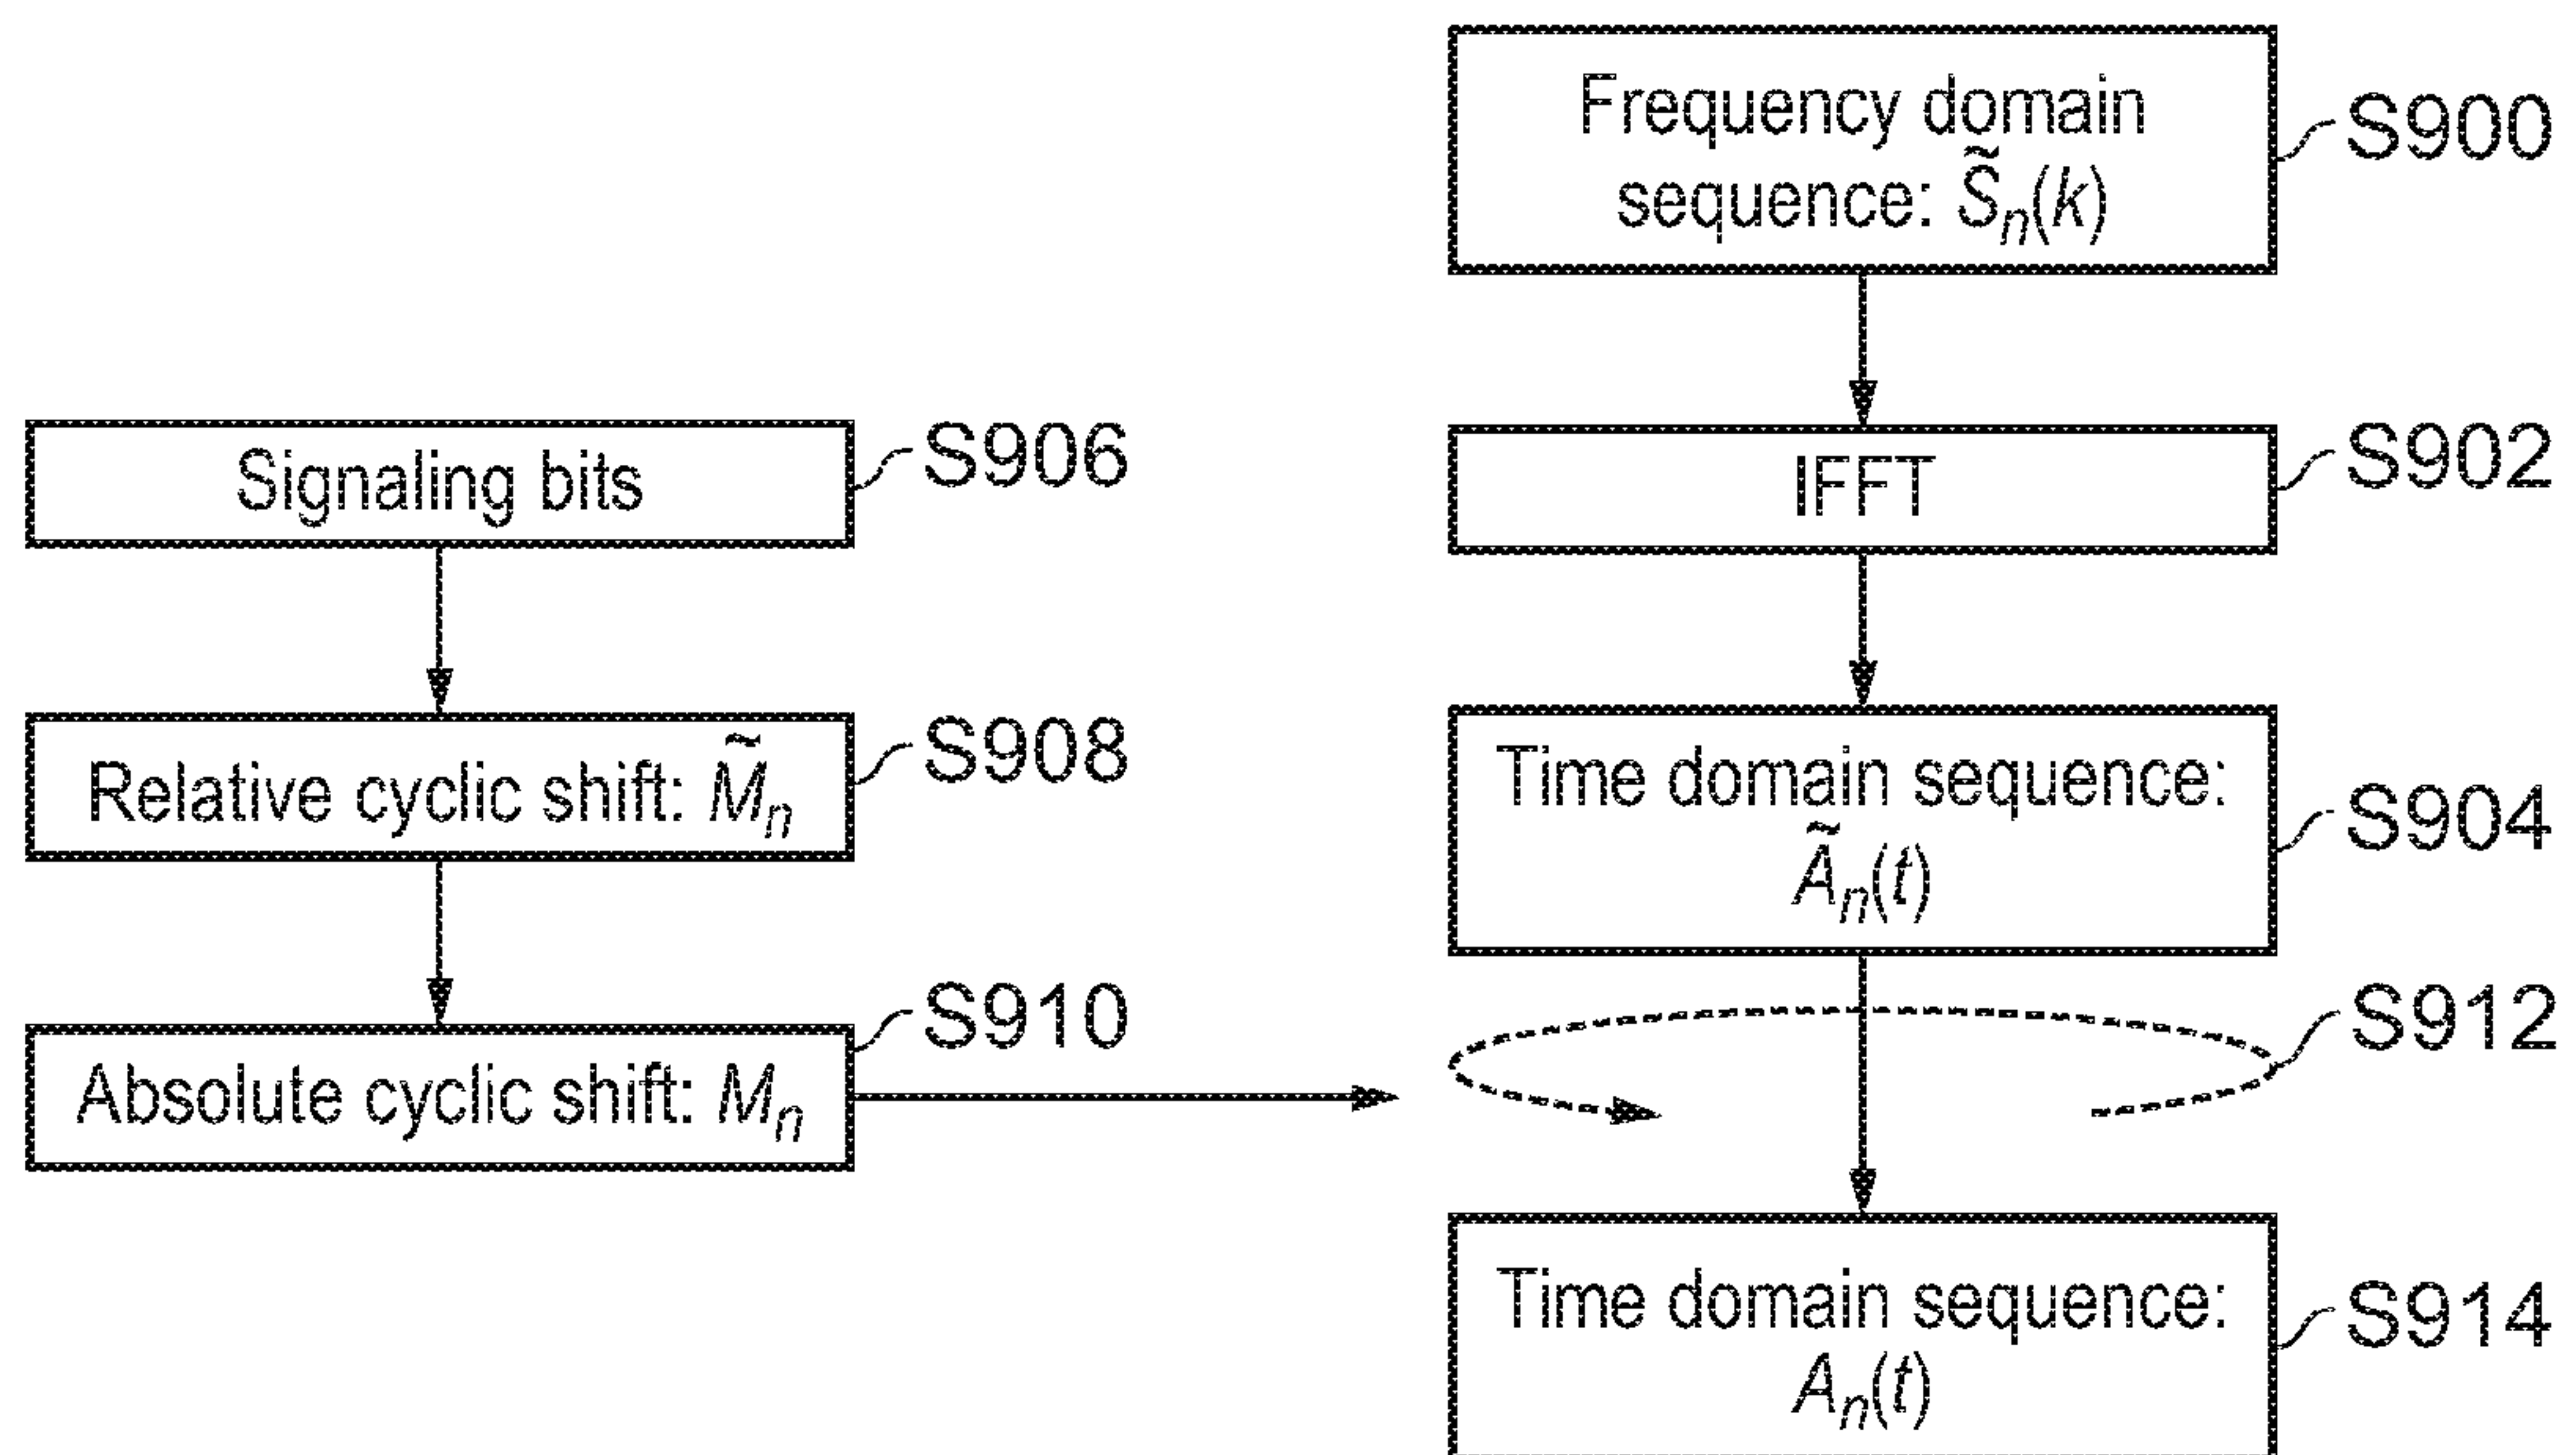 Frequency domain
sequence: S̃n(k)
S900
IFFT
S902
Time domain sequence:
Ãn(t)
S904
Signaling bits
S906
Relative cyclic shift: M̃n
S908
Absolute cyclic shift: Mn
S910
S912
Time domain sequence:
An(t)
S914